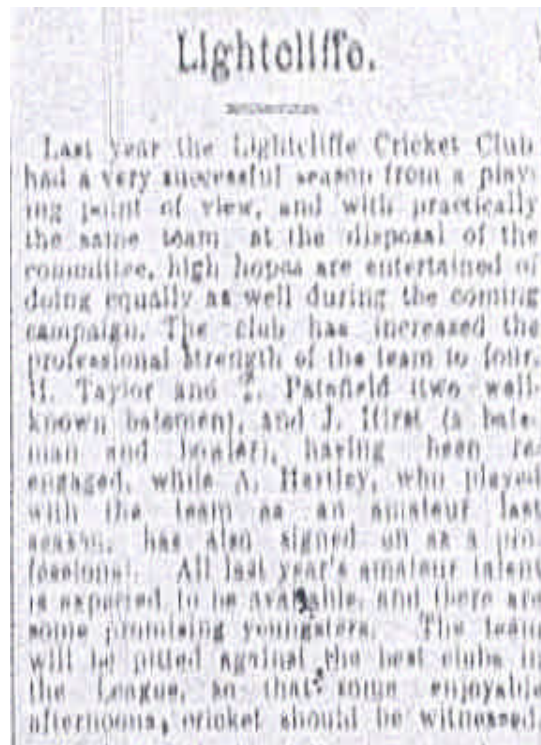 Lightcliffe.
Last year the Lightcliffe Cricket Club
had a very successful season from a play-
ing point of view, and with practically
the same team at the disposal of the
committee, high hopes are entertained of
doing equally as well during the coming
campaign. The club has increased the
professional strength of the team to four,
H. Taylor and Patefield (two well-
known batsmen), and J. Hirst (a bats-
man and bowler), having been re-
engaged, while A. Hartley, who played
with the team as an amateur last
season, has also signed on as a pro-
fessional. All last year's amateur talent
is expected to be available, and there are
some promising youngsters. The team
will be pitted against the best clubs in
the League, so that some enjoyable
afternoons, cricket should be witnessed.